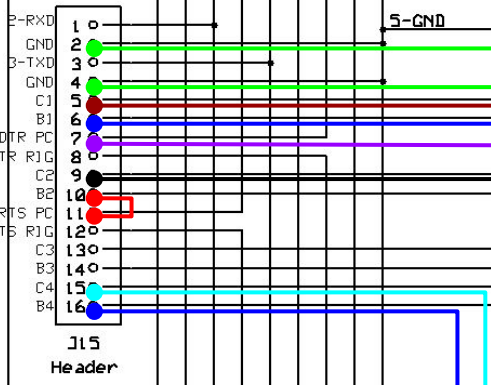 2-RXD 1 5-GND
GND 2
3-TXD 3
GND 4
C1 5
B1 6
DTR PC 7
TR RIG 8
C2 9
B2 10
RTS PC 11
TS RIG 12
C3 13
B3 14
C4 15
B4 16
J15
Header